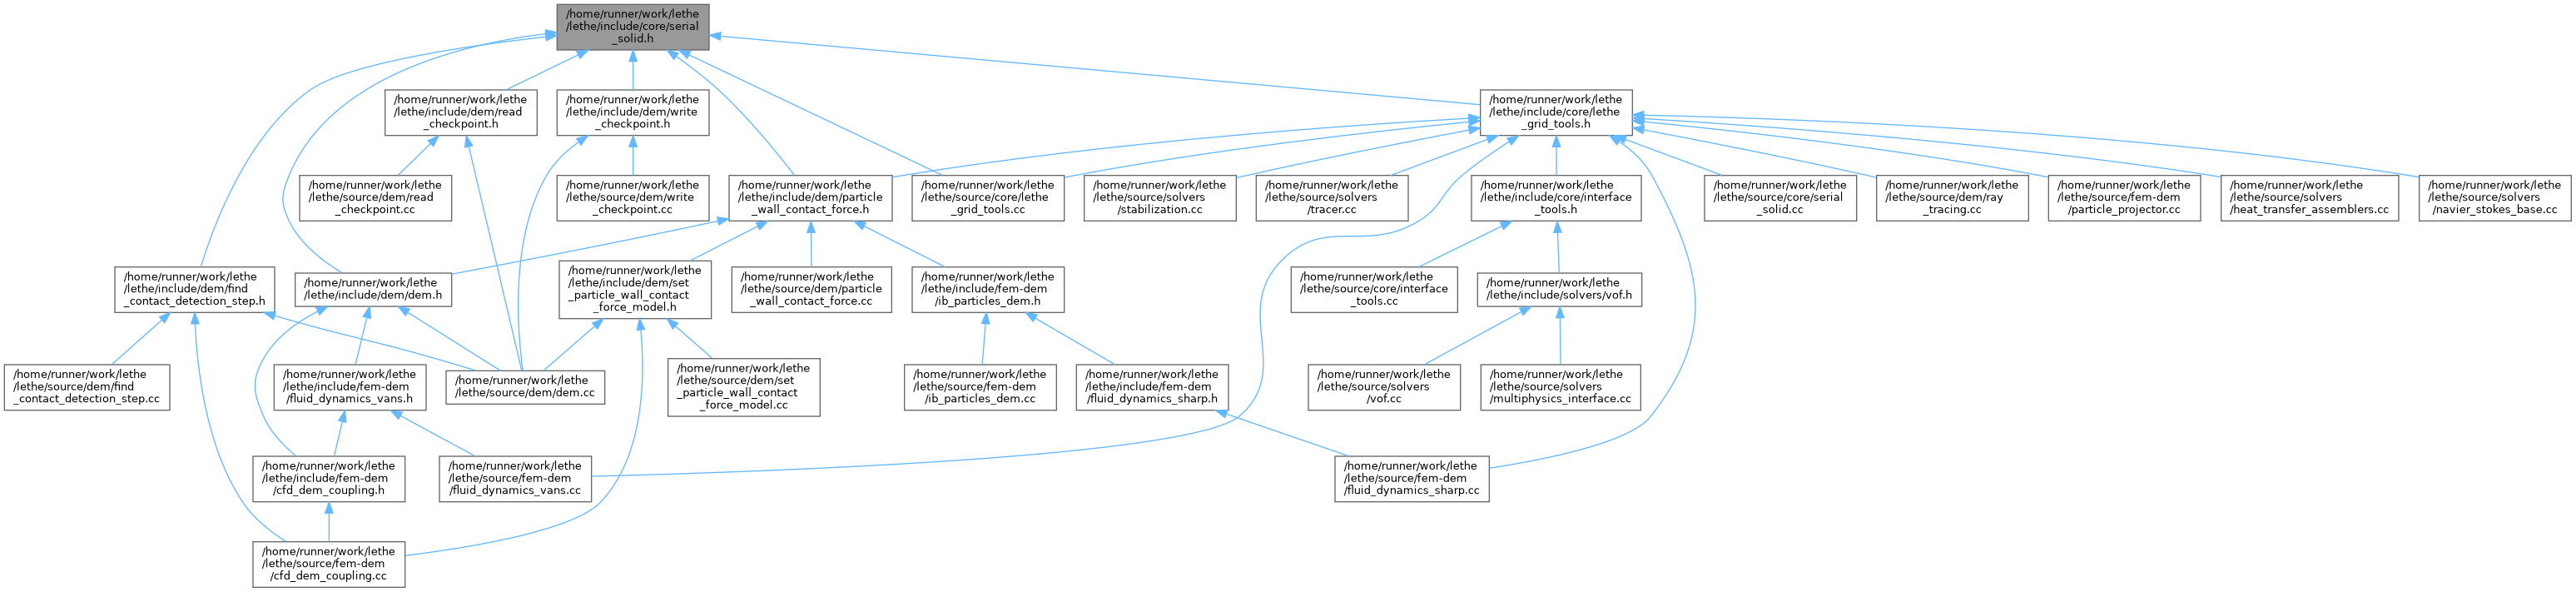 /home/runner/work/lethe
/lethe/include/core/serial
_solid.h
/home/runner/work/lethe
/lethe/include/dem/read
_checkpoint.h
/home/runner/work/lethe
/lethe/include/dem/write
_checkpoint.h
/home/runner/work/lethe
/lethe/include/core/lethe
_grid_tools.h
/home/runner/work/lethe
/lethe/source/dem/read
_checkpoint.cc
/home/runner/work/lethe
/lethe/source/dem/write
_checkpoint.cc
/home/runner/work/lethe
/lethe/include/dem/particle
_wall_contact_force.h
/home/runner/work/lethe
/lethe/source/core/lethe
_grid_tools.cc
/home/runner/work/lethe
/lethe/source/solvers
/stabilization.cc
/home/runner/work/lethe
/lethe/source/solvers
/tracer.cc
/home/runner/work/lethe
/lethe/include/core/interface
_tools.h
/home/runner/work/lethe
/lethe/source/core/serial
_solid.cc
/home/runner/work/lethe
/lethe/source/dem/ray
_tracing.cc
/home/runner/work/lethe
/lethe/source/fem-dem
/particle_projector.cc
/home/runner/work/lethe
/lethe/source/solvers
/heat_transfer_assemblers.cc
/home/runner/work/lethe
/lethe/source/solvers
/navier_stokes_base.cc
/home/runner/work/lethe
/lethe/include/dem/find
_contact_detection_step.h
/home/runner/work/lethe
/lethe/include/dem/dem.h
/home/runner/work/lethe
/lethe/include/dem/set
_particle_wall_contact
_force_model.h
/home/runner/work/lethe
/lethe/source/dem/particle
_wall_contact_force.cc
/home/runner/work/lethe
/lethe/include/fem-dem
/ib_particles_dem.h
/home/runner/work/lethe
/lethe/source/core/interface
_tools.cc
/home/runner/work/lethe
/lethe/include/solvers/vof.h
/home/runner/work/lethe
/lethe/source/dem/find
_contact_detection_step.cc
/home/runner/work/lethe
/lethe/include/fem-dem
/fluid_dynamics_vans.h
/home/runner/work/lethe
/lethe/source/dem/dem.cc
/home/runner/work/lethe
/lethe/source/dem/set
_particle_wall_contact
_force_model.cc
/home/runner/work/lethe
/lethe/source/fem-dem
/ib_particles_dem.cc
/home/runner/work/lethe
/lethe/include/fem-dem
/fluid_dynamics_sharp.h
/home/runner/work/lethe
/lethe/source/solvers
/vof.cc
/home/runner/work/lethe
/lethe/source/solvers
/multiphysics_interface.cc
/home/runner/work/lethe
/lethe/include/fem-dem
/cfd_dem_coupling.h
/home/runner/work/lethe
/lethe/source/fem-dem
/fluid_dynamics_vans.cc
/home/runner/work/lethe
/lethe/source/fem-dem
/fluid_dynamics_sharp.cc
/home/runner/work/lethe
/lethe/source/fem-dem
/cfd_dem_coupling.cc